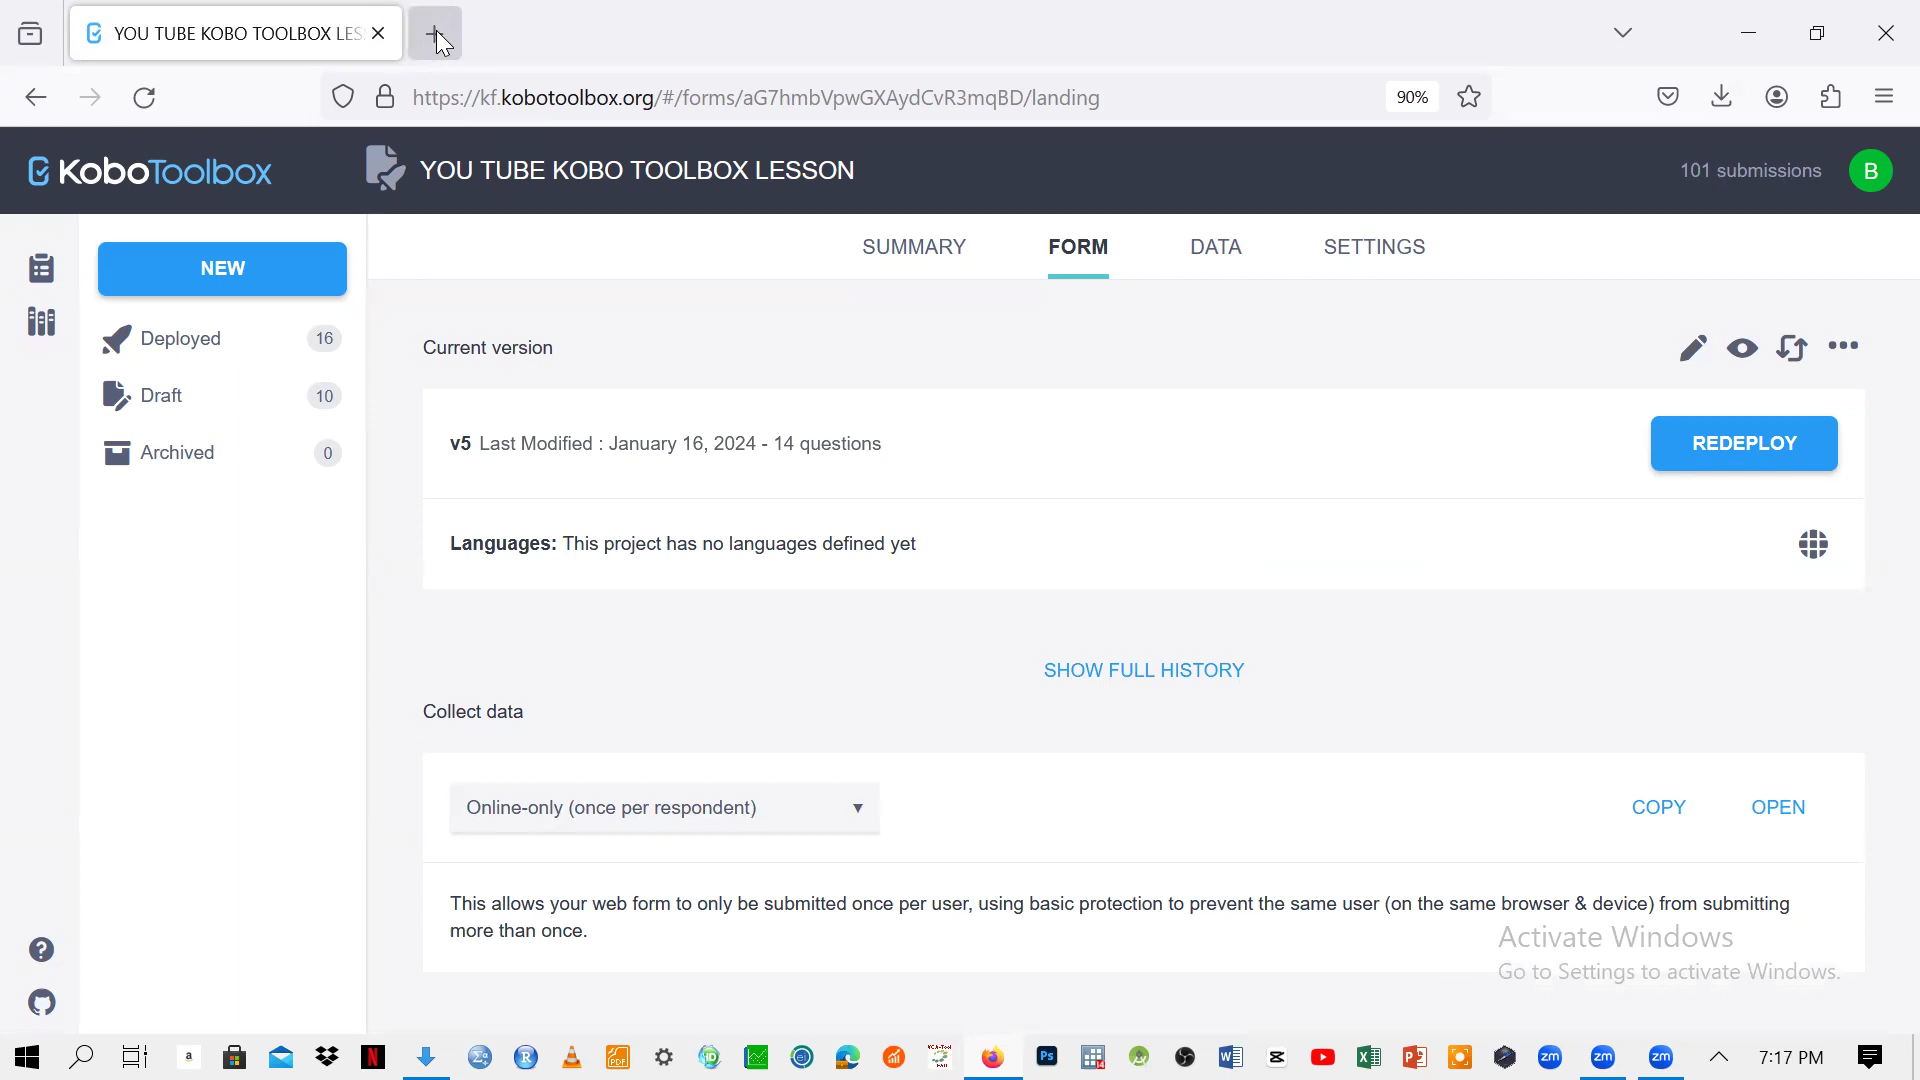 YOU TUBE KOBO TOOLBOX LES
https://kf.kobotoolbox.org/#/forms/aG7hmbVpwGXAydCvR3mqBD/landing
90%
KoboToolbox
YOU TUBE KOBO TOOLBOX LESSON
101 submissions
B
NEW
Deployed 16
Draft 10
Archived 0
SUMMARY
FORM
DATA
SETTINGS
Current version
v5 Last Modified : January 16, 2024 - 14 questions
REDEPLOY
Languages: This project has no languages defined yet
SHOW FULL HISTORY
Collect data
Online-only (once per respondent)
COPY
OPEN
This allows your web form to only be submitted once per user, using basic protection to prevent the same user (on the same browser & device) from submitting
more than once.
Activate Windows
Go to Settings to activate Windows.
7:17 PM